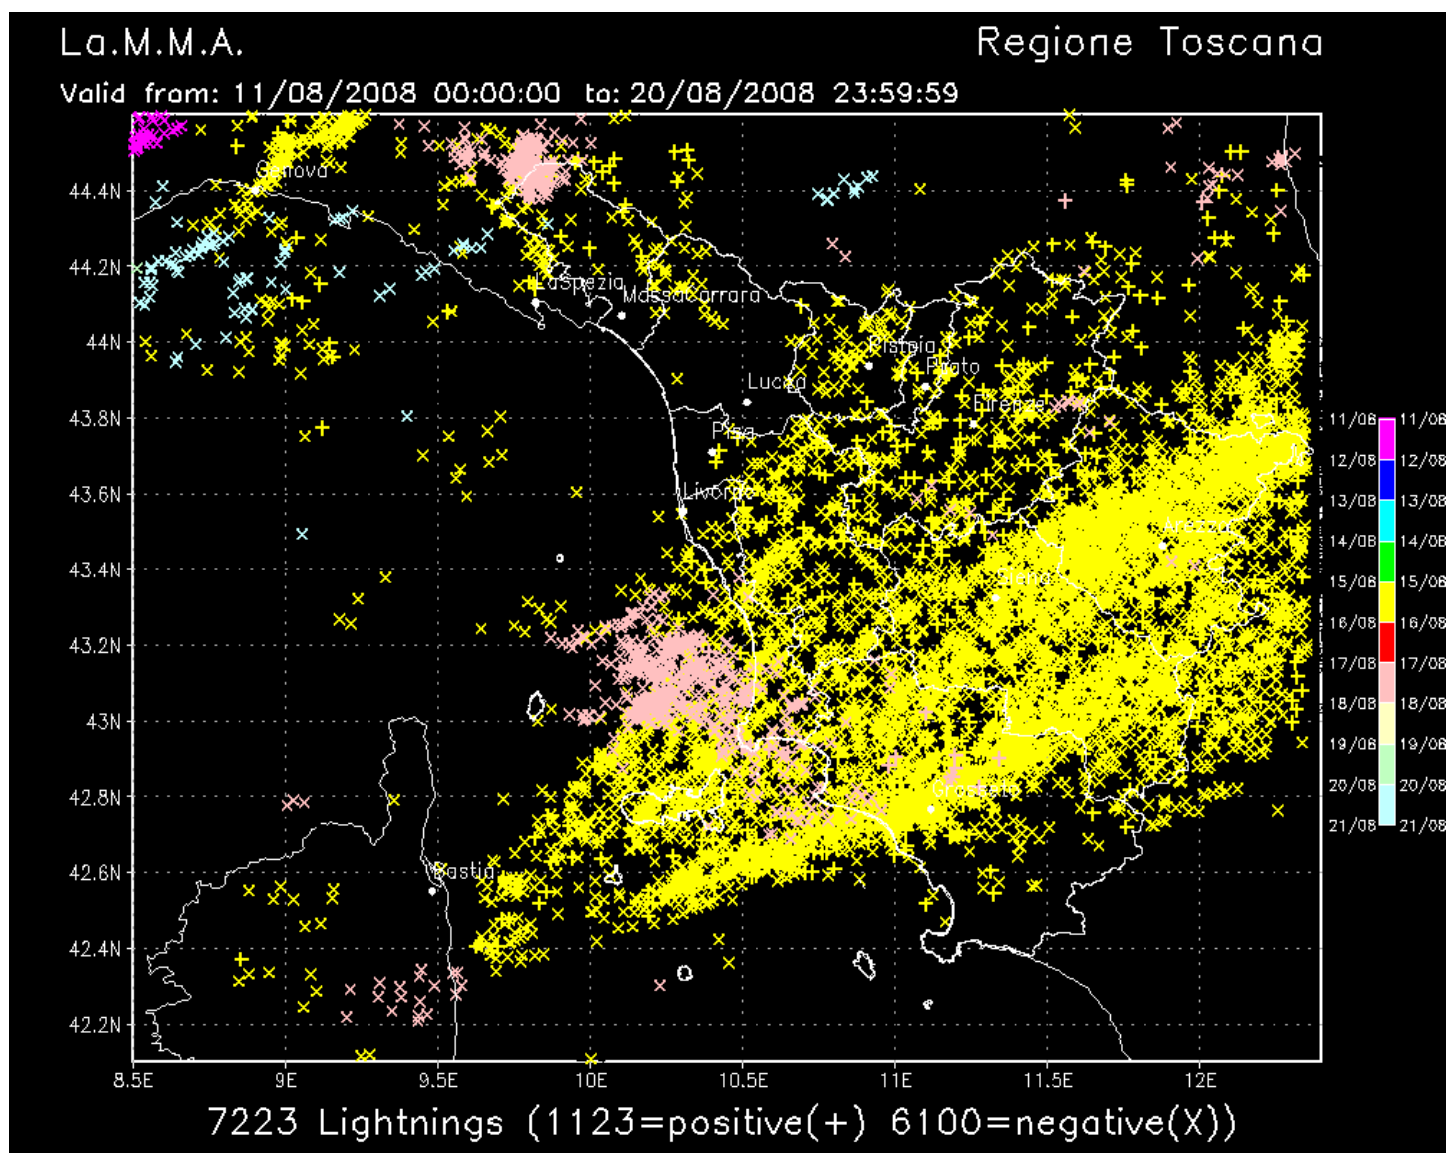 La.M.M.A.
Regione Toscana
Valid from: 11/08/2008 00:00:00 to: 20/08/2008 23:59:59
Genova
44.4N
44.2N
LaSpezia
MassaCarrara
44N
Pistoia
Prato
Lucca
Firenze
43.8N
Pisa
11/08 11/08
12/08 12/08
43.6N
Livorno
13/08 13/08
Arezzo
14/08 14/08
43.4N
Siena
15/08 15/08
16/08 16/08
43.2N
17/08 17/08
18/08 18/08
43N
19/08 19/08
20/08 20/08
42.8N
Grosseto
21/08 21/08
42.6N
Bastia
42.4N
42.2N
8.5E 9E 9.5E 10E 10.5E 11E 11.5E 12E
7223 Lightnings (1123=positive(+) 6100=negative(X))